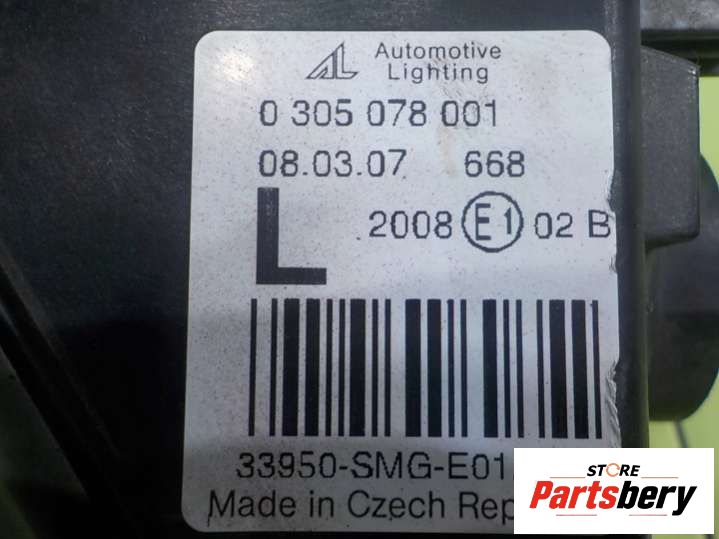 AL Automotive
Lighting
0 305 078 001
08.03.07 668
L 2008 E1 02 B
33950-SMG-E01
Made in Czech Rep
STORE
Partsbery